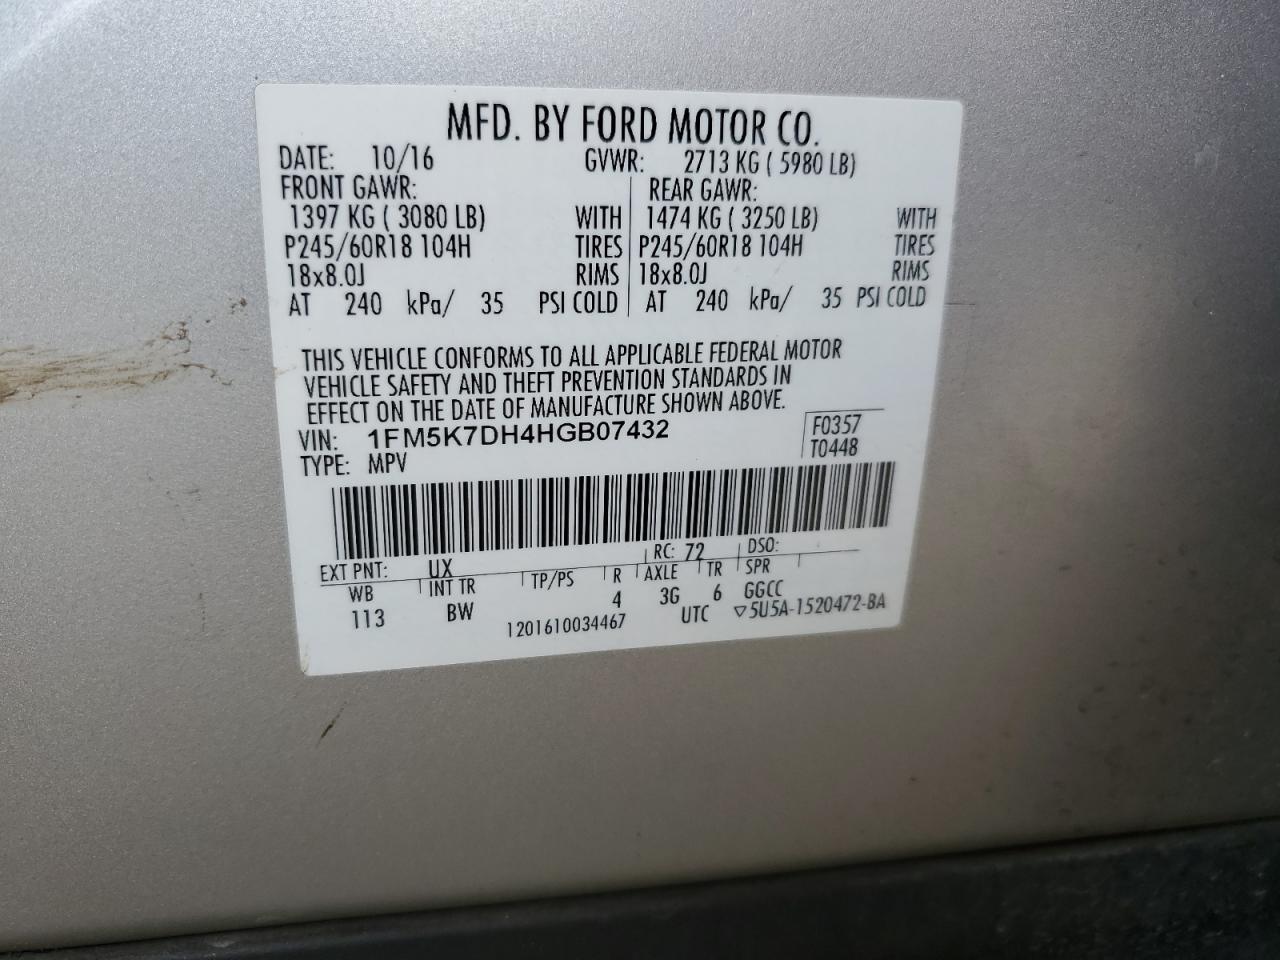 MFD. BY FORD MOTOR CO.
DATE: 10/16 GVWR: 2713 KG ( 5980 LB)
FRONT GAWR: REAR GAWR:
1397 KG ( 3080 LB) WITH 1474 KG ( 3250 LB) WITH
P245/60R18 104H TIRES P245/60R18 104H TIRES
18x8.0J RIMS 18x8.0J RIMS
AT 240 kPa/ 35 PSI COLD AT 240 kPa/ 35 PSI COLD
THIS VEHICLE CONFORMS TO ALL APPLICABLE FEDERAL MOTOR
VEHICLE SAFETY AND THEFT PREVENTION STANDARDS IN
EFFECT ON THE DATE OF MANUFACTURE SHOWN ABOVE.
VIN: 1FM5K7DH4HGB07432 F0357
TYPE: MPV T0448
EXT PNT: UX RC: 72 DSO:
WB INT TR TP/PS R AXLE TR SPR
113 BW 4 3G 6 GGCC
1201610034467 UTC ▽5U5A-1520472-BA